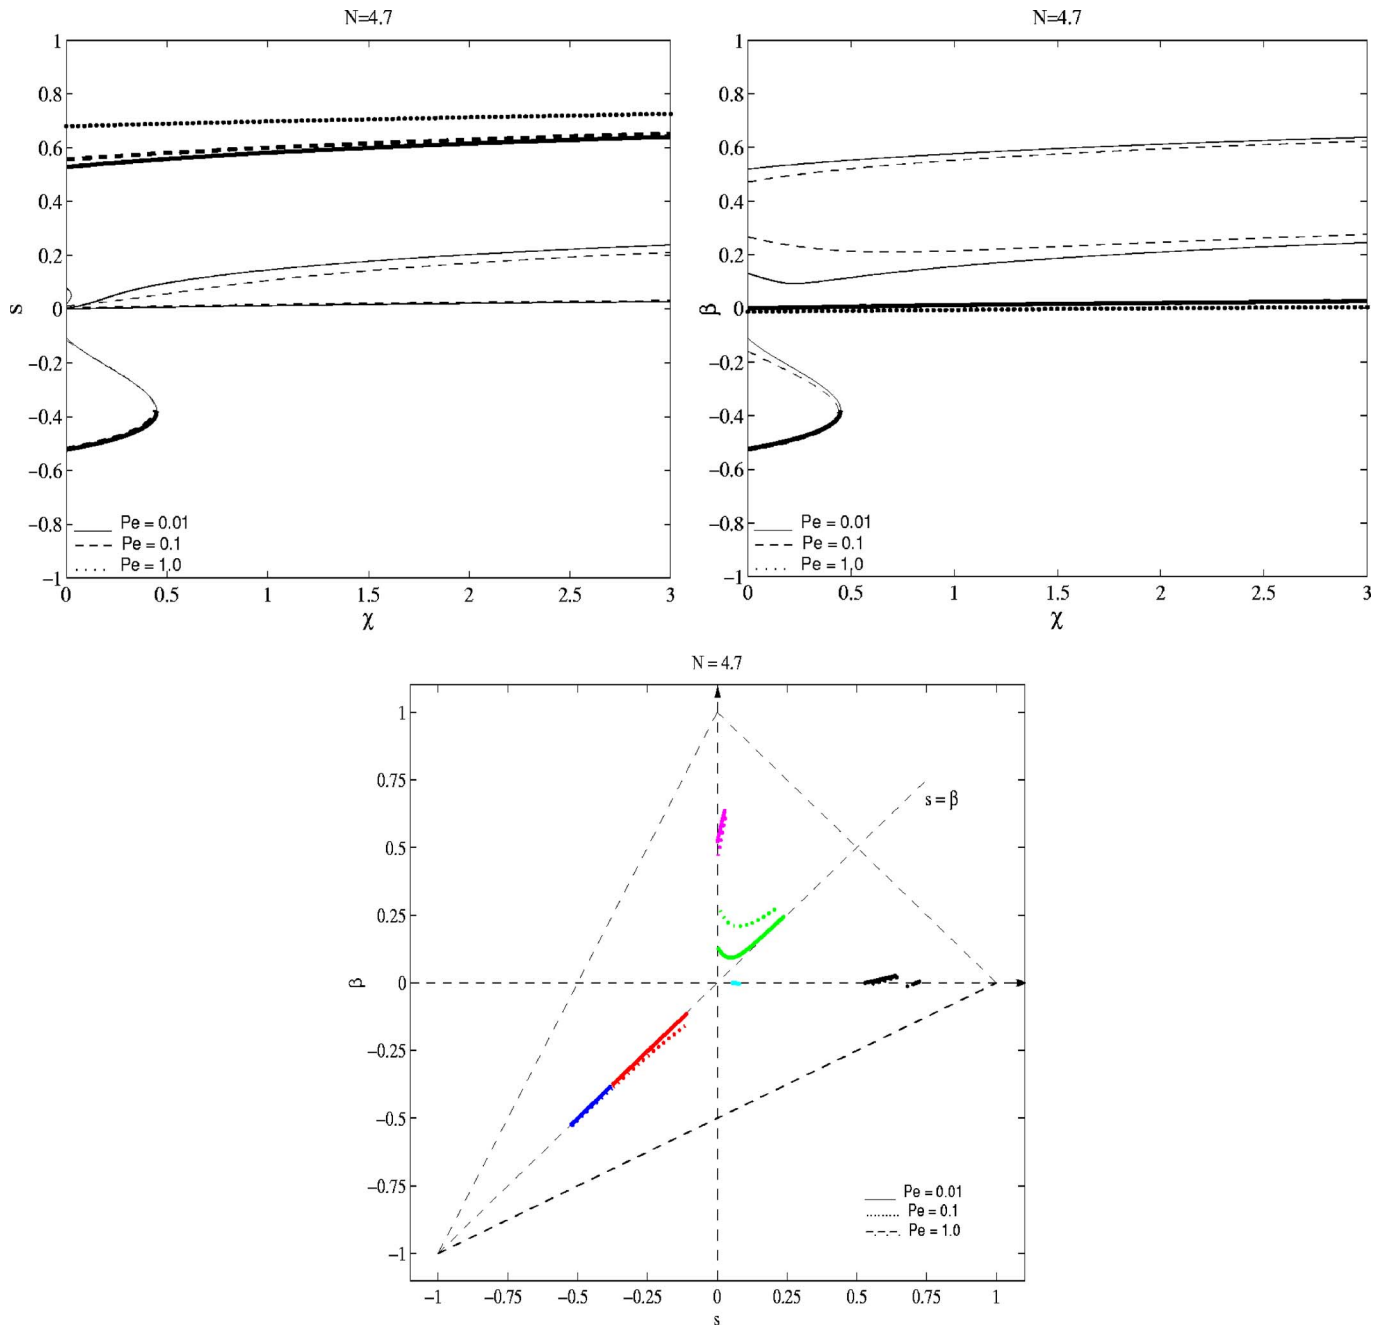 N=4.7
1
0.8
0.6
0.4
0.2
0
−0.2
−0.4
−0.6
−0.8
−1
s
Pe = 0.01
Pe = 0.1
Pe = 1.0
0 0.5 1 1.5 2 2.5 3
χ
N=4.7
1
0.8
0.6
0.4
0.2
0
−0.2
−0.4
−0.6
−0.8
−1
β
Pe = 0.01
Pe = 0.1
Pe = 1.0
0 0.5 1 1.5 2 2.5 3
χ
N = 4.7
1
0.75
0.5
0.25
0
−0.25
−0.5
−0.75
−1
β
s = β
Pe = 0.01
Pe = 0.1
Pe = 1.0
−1 −0.75 −0.5 −0.25 0 0.25 0.5 0.75 1
s